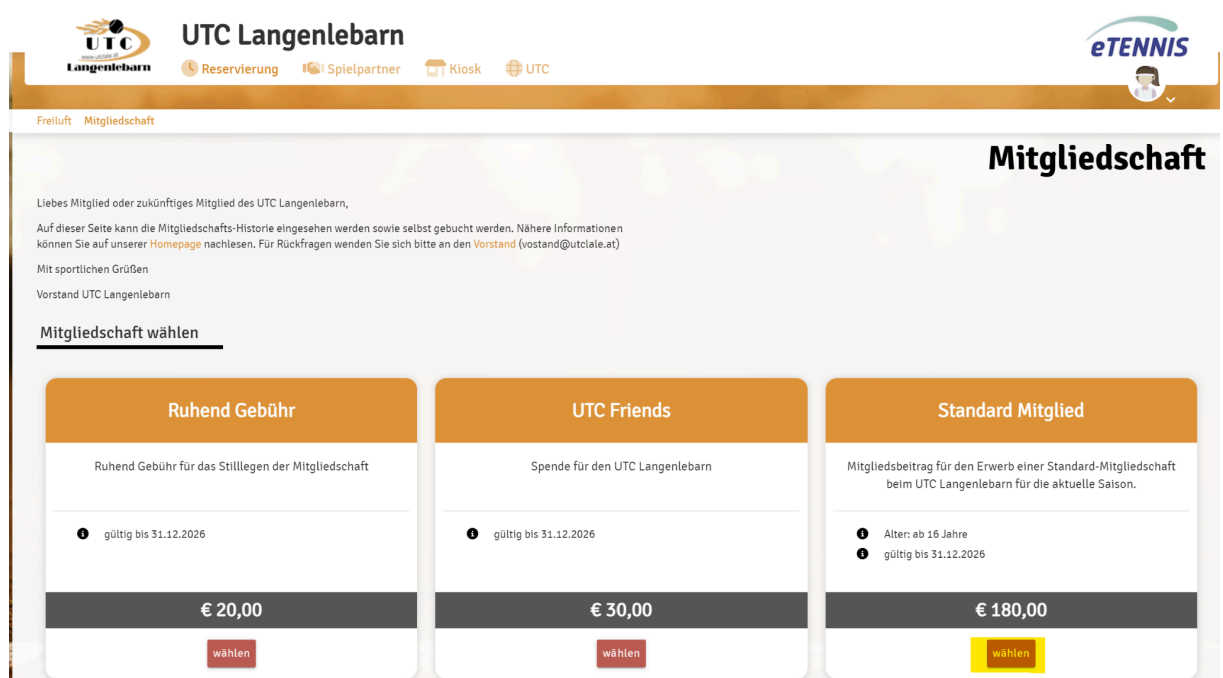 UTC
www.utclale.at
Langenlebarn
UTC Langenlebarn
Reservierung Spielpartner Kiosk UTC
eTENNIS
Freiluft Mitgliedschaft
Mitgliedschaft
Liebes Mitglied oder zukünftiges Mitglied des UTC Langenlebarn,
Auf dieser Seite kann die Mitgliedschafts-Historie eingesehen werden sowie selbst gebucht werden. Nähere Informationen
können Sie auf unserer Homepage nachlesen. Für Rückfragen wenden Sie sich bitte an den Vorstand (vostand@utclale.at)
Mit sportlichen Grüßen
Vorstand UTC Langenlebarn
Mitgliedschaft wählen
Ruhend Gebühr
Ruhend Gebühr für das Stilllegen der Mitgliedschaft
gültig bis 31.12.2026
€ 20,00
wählen
UTC Friends
Spende für den UTC Langenlebarn
gültig bis 31.12.2026
€ 30,00
wählen
Standard Mitglied
Mitgliedsbeitrag für den Erwerb einer Standard-Mitgliedschaft
beim UTC Langenlebarn für die aktuelle Saison.
Alter: ab 16 Jahre
gültig bis 31.12.2026
€ 180,00
wählen